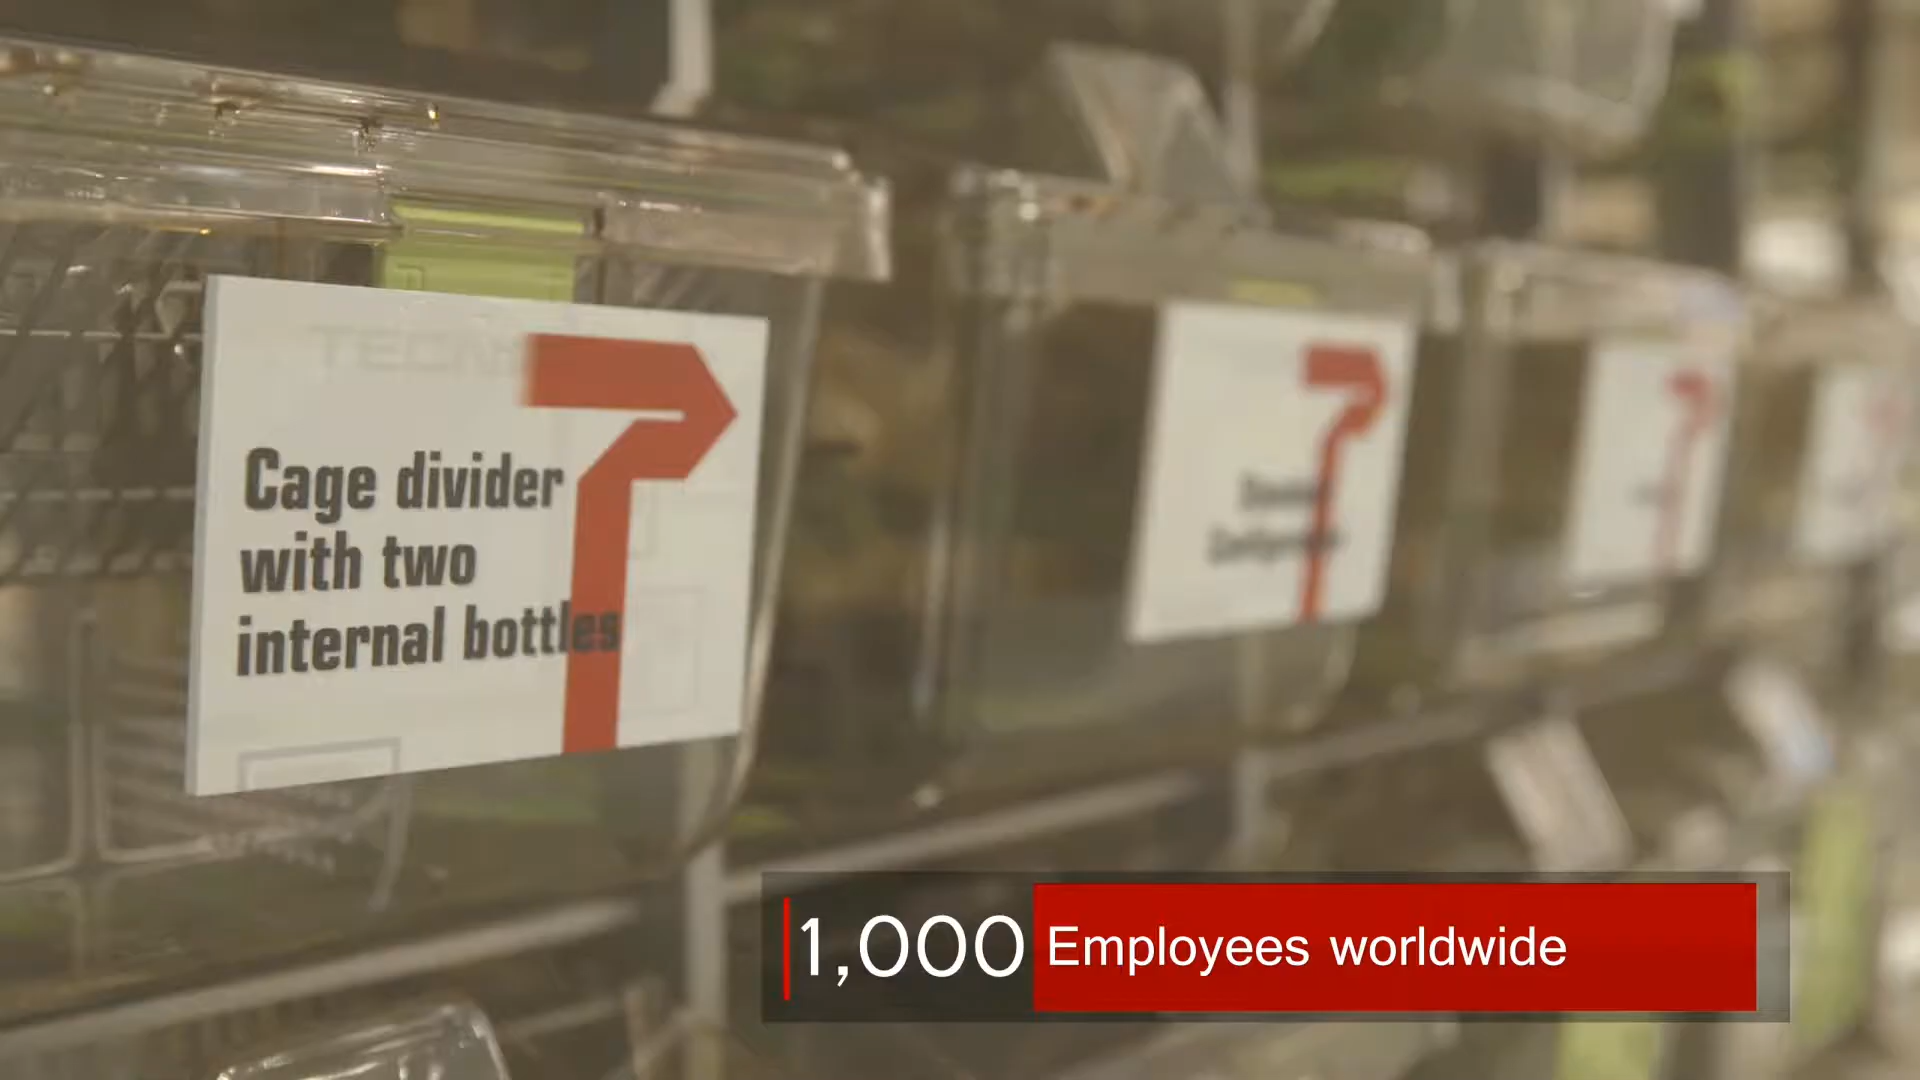 Cage divider
with two
internal bottles
1,000 Employees worldwide